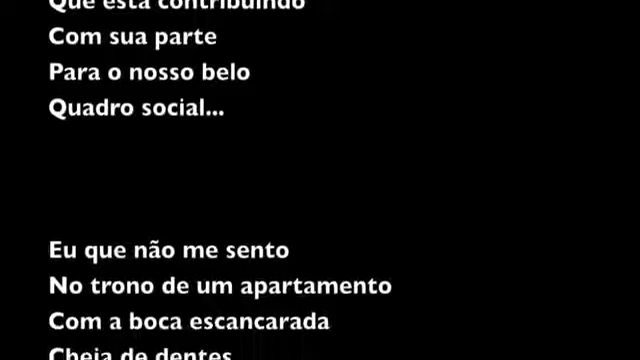 Que está contribuindo
Com sua parte
Para o nosso belo
Quadro social...
Eu que não me sento
No trono de um apartamento
Com a boca escancarada
Cheia de dentes